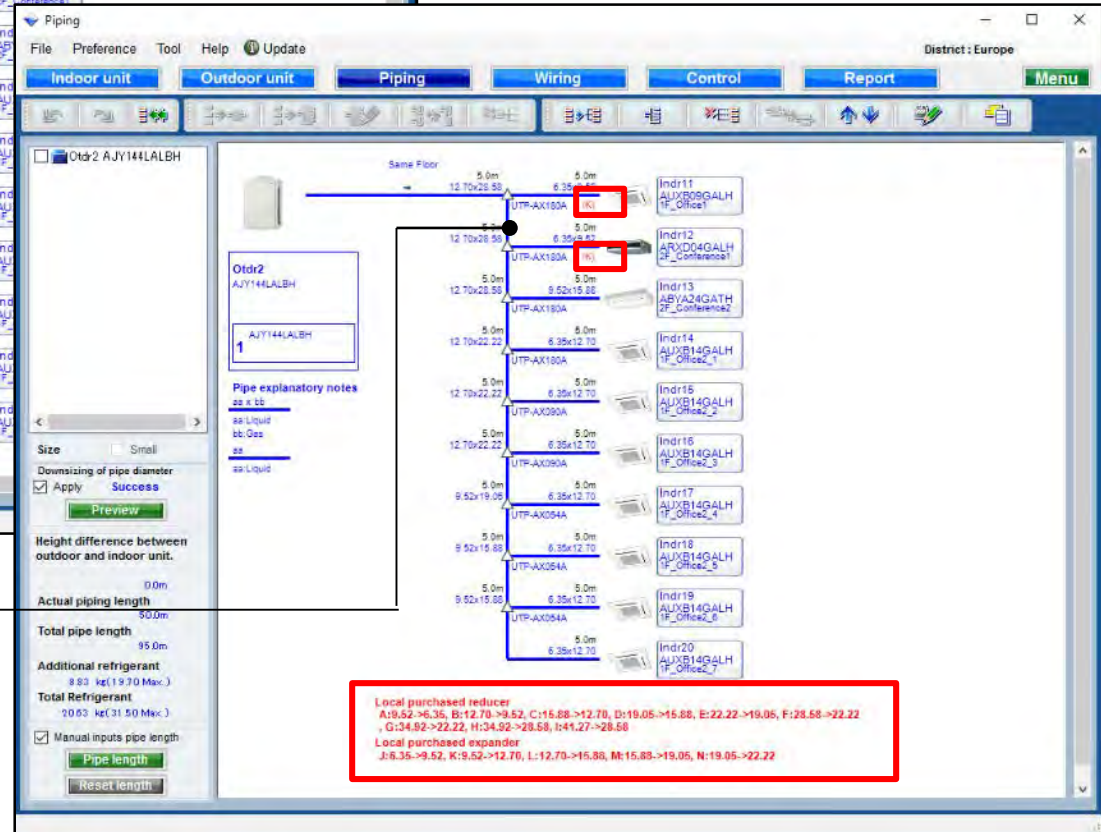 Piping
File Preference Tool Help Update
District : Europe
Indoor unit Outdoor unit Piping Wiring Control Report Menu
Otdr2 AJY144LALBH
Size Small
Downsizing of pipe diameter
Apply Success
Preview
Height difference between
outdoor and indoor unit.
0.0m
Actual piping length
50.0m
Total pipe length
95.0m
Additional refrigerant
8.83 kg(19.70 Max.)
Total Refrigerant
20.63 kg(31.50 Max.)
Manual inputs pipe length
Pipe length
Reset length
Otdr2
AJY144LALBH
AJY144LALBH
1
Pipe explanatory notes
aa x bb
aa:Liquid
bb:Gas
aa
aa:Liquid
Same Floor
5.0m 5.0m
12.70x28.58
UTP-AX180A (K)
Indr11
AUXB09GALH
1F_Office1
5.0m
12.70x28.58 6.35x9.52
UTP-AX180A (K)
Indr12
ARXD04GALH
2F_Conference1
5.0m 5.0m
12.70x28.58 9.52x15.88
UTP-AX180A
Indr13
ABYA24GATH
2F_Conference2
5.0m 5.0m
12.70x22.22 6.35x12.70
UTP-AX180A
Indr14
AUXB14GALH
1F_Office2_1
5.0m 5.0m
12.70x22.22 6.35x12.70
UTP-AX090A
Indr15
AUXB14GALH
1F_Office2_2
5.0m 5.0m
12.70x22.22 6.35x12.70
UTP-AX090A
Indr16
AUXB14GALH
1F_Office2_3
5.0m 5.0m
9.52x19.05 6.35x12.70
UTP-AX054A
Indr17
AUXB14GALH
1F_Office2_4
5.0m 5.0m
9.52x15.88 6.35x12.70
UTP-AX054A
Indr18
AUXB14GALH
1F_Office2_5
5.0m 5.0m
9.52x15.88 6.35x12.70
UTP-AX054A
Indr19
AUXB14GALH
1F_Office2_6
5.0m
6.35x12.70
Indr20
AUXB14GALH
1F_Office2_7
Local purchased reducer
A:9.52->6.35, B:12.70->9.52, C:15.88->12.70, D:19.05->15.88, E:22.22->19.05, F:28.58->22.22
, G:34.92->22.22, H:34.92->28.58, I:41.27->28.58
Local purchased expander
J:6.35->9.52, K:9.52->12.70, L:12.70->15.88, M:15.88->19.05, N:19.05->22.22